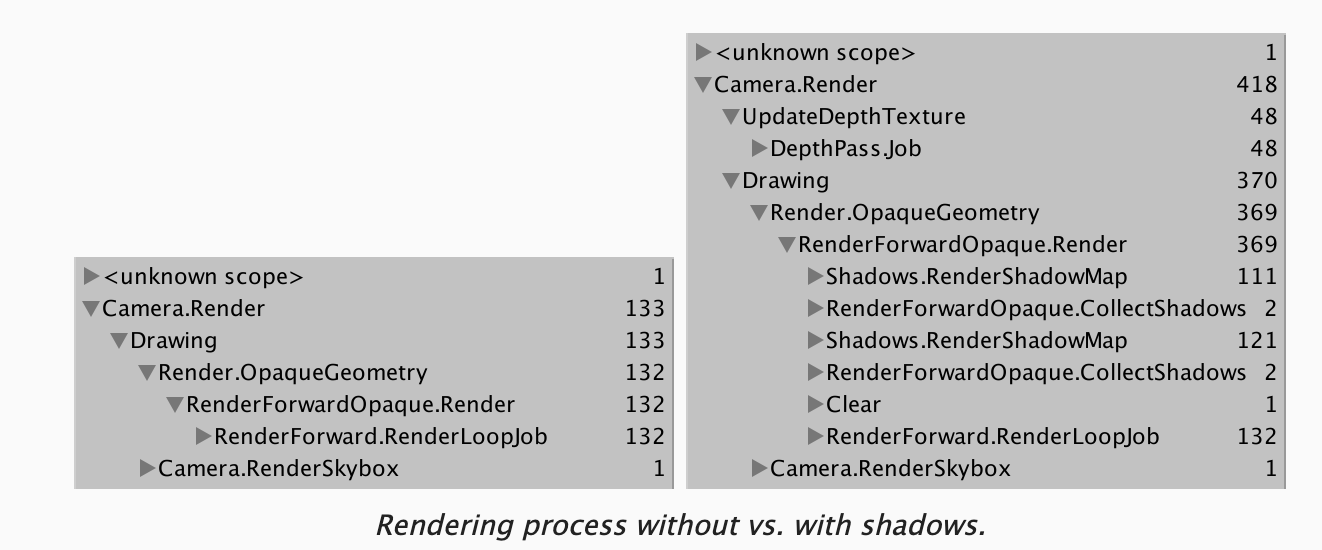 <unknown scope> 1
Camera.Render 133
Drawing 133
Render.OpaqueGeometry 132
RenderForwardOpaque.Render 132
RenderForward.RenderLoopJob 132
Camera.RenderSkybox 1
<unknown scope> 1
Camera.Render 418
UpdateDepthTexture 48
DepthPass.Job 48
Drawing 370
Render.OpaqueGeometry 369
RenderForwardOpaque.Render 369
Shadows.RenderShadowMap 111
RenderForwardOpaque.CollectShadows 2
Shadows.RenderShadowMap 121
RenderForwardOpaque.CollectShadows 2
Clear 1
RenderForward.RenderLoopJob 132
Camera.RenderSkybox 1
Rendering process without vs. with shadows.